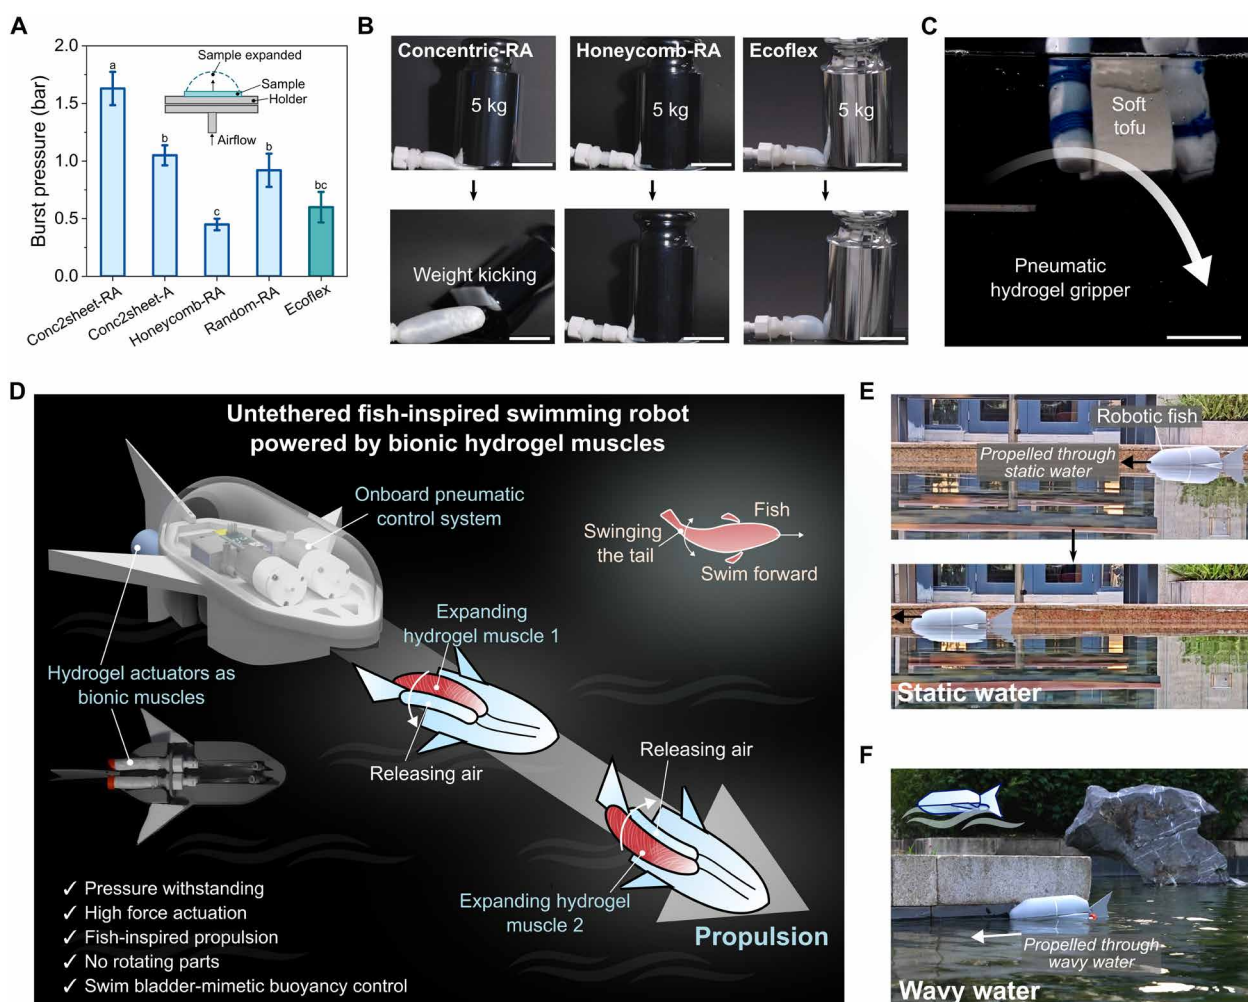 A
2.0
1.5
1.0
0.5
0.0
Burst pressure (bar)
a
b
c
b
bc
Sample expanded
Sample
Holder
Airflow
Conc2sheet-RA
Conc2sheet-A
Honeycomb-RA
Random-RA
Ecoflex
B
Concentric-RA
Honeycomb-RA
Ecoflex
5 kg
5 kg
5 kg
Weight kicking
C
Soft
tofu
Pneumatic
hydrogel gripper
D
Untethered fish-inspired swimming robot
powered by bionic hydrogel muscles
Onboard pneumatic
control system
Fish
Swinging
the tail
Swim forward
Expanding
hydrogel muscle 1
Hydrogel actuators as
bionic muscles
Releasing air
Releasing air
Expanding hydrogel
muscle 2
Propulsion
✓ Pressure withstanding
✓ High force actuation
✓ Fish-inspired propulsion
✓ No rotating parts
✓ Swim bladder-mimetic buoyancy control
E
Robotic fish
Propelled through
static water
Static water
F
Propelled through
wavy water
Wavy water